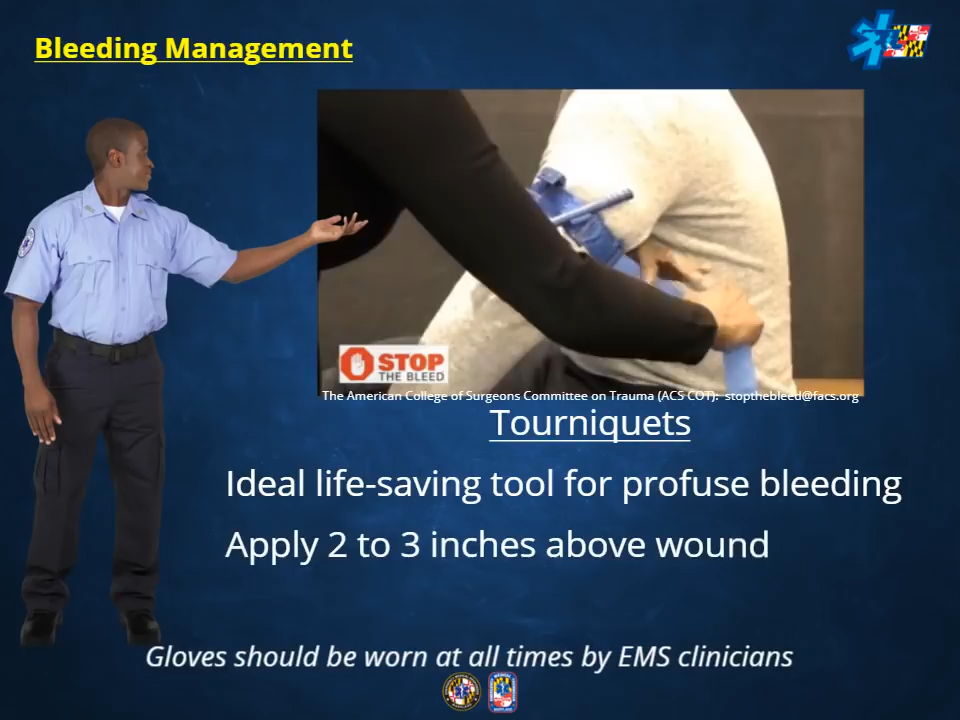 Bleeding Management
STOP
THE BLEED
The American College of Surgeons Committee on Trauma (ACS COT): stopthebleed@facs.org
Tourniquets
Ideal life-saving tool for profuse bleeding
Apply 2 to 3 inches above wound
Gloves should be worn at all times by EMS clinicians